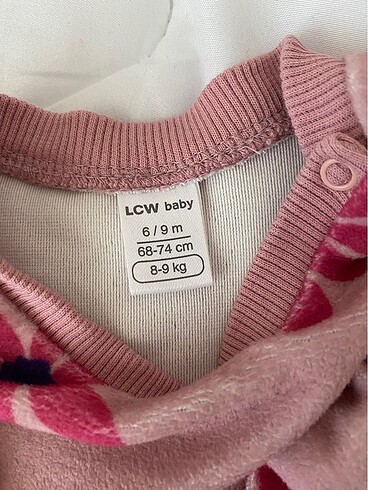 LCW baby
6 / 9 m
68-74 cm
8-9 kg